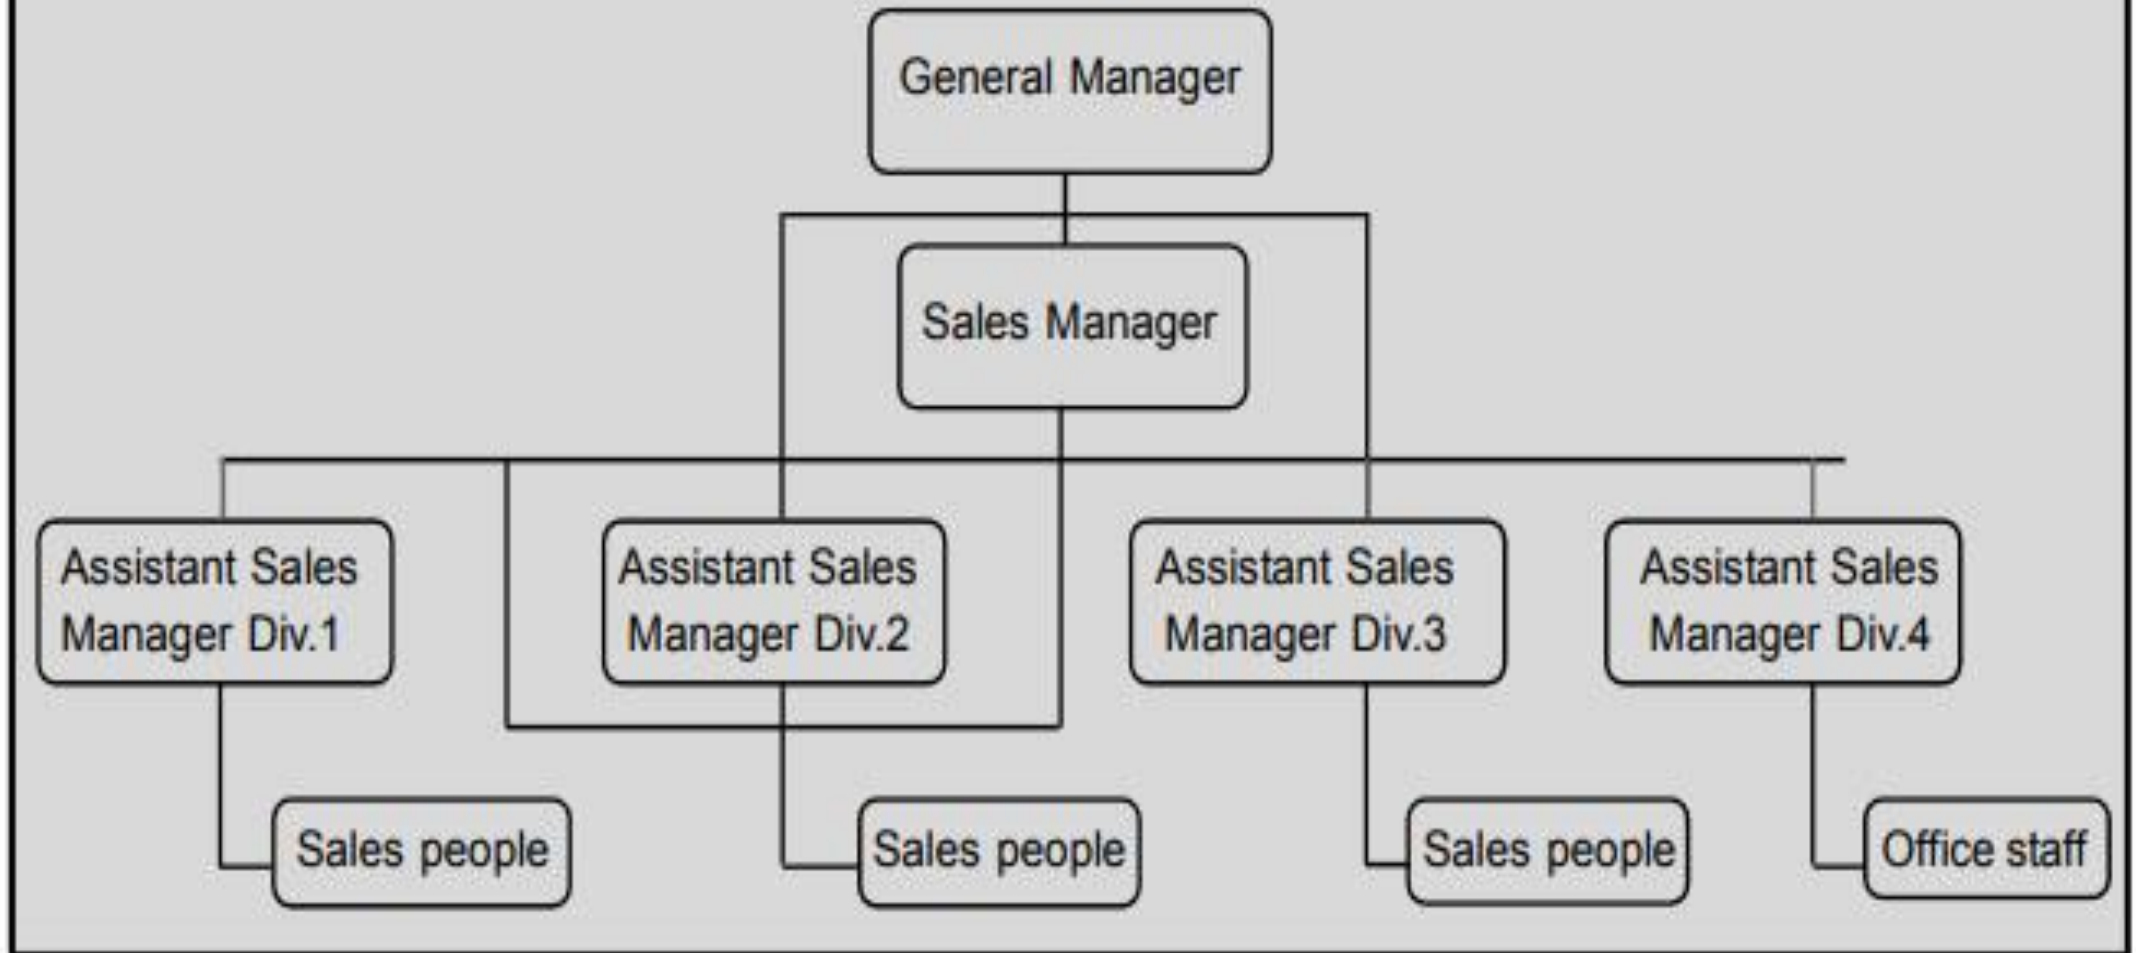 General Manager
Sales Manager
Assistant Sales
Manager Div.1
Assistant Sales
Manager Div.2
Assistant Sales
Manager Div.3
Assistant Sales
Manager Div.4
Sales people
Sales people
Sales people
Office staff